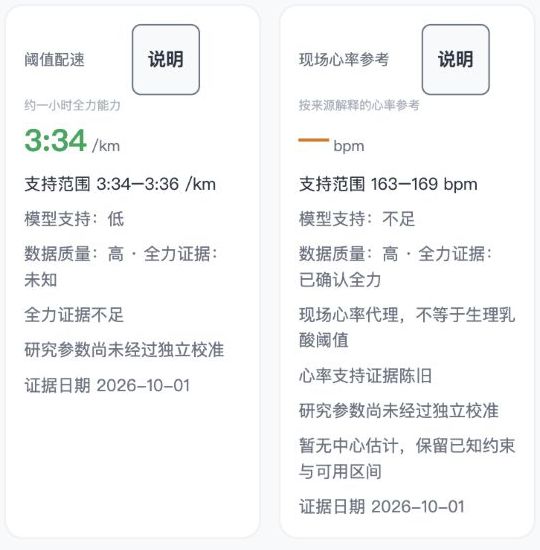 阈值配速
说明
约一小时全力能力
3:34 /km
支持范围 3:34—3:36 /km
模型支持：低
数据质量：高 · 全力证据：
未知
全力证据不足
研究参数尚未经过独立校准
证据日期 2026-10-01
现场心率参考
说明
按来源解释的心率参考
— bpm
支持范围 163—169 bpm
模型支持：不足
数据质量：高 · 全力证据：
已确认全力
现场心率代理，不等于生理乳
酸阈值
心率支持证据陈旧
研究参数尚未经过独立校准
暂无中心估计，保留已知约束
与可用区间
证据日期 2026-10-01